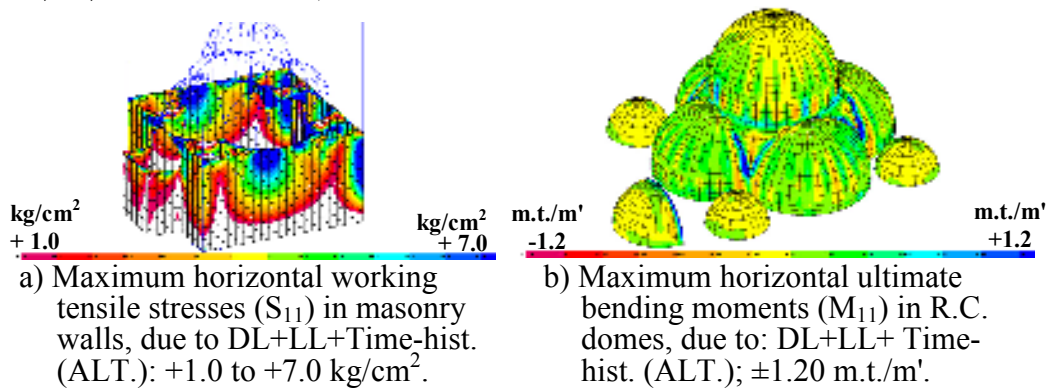 kg/cm2
+ 1.0
kg/cm2
+ 7.0
m.t./m'
-1.2
m.t./m'
+1.2
a) Maximum horizontal working
tensile stresses (S11) in masonry
walls, due to DL+LL+Time-hist.
(ALT.): +1.0 to +7.0 kg/cm2.
b) Maximum horizontal ultimate
bending moments (M11) in R.C.
domes, due to: DL+LL+ Time-
hist. (ALT.); ±1.20 m.t./m'.